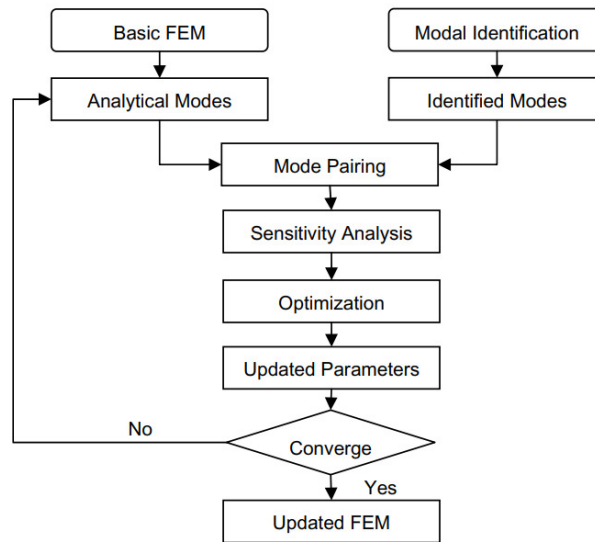 Basic FEM
Modal Identification
Analytical Modes
Identified Modes
Mode Pairing
Sensitivity Analysis
Optimization
Updated Parameters
No
Converge
Yes
Updated FEM